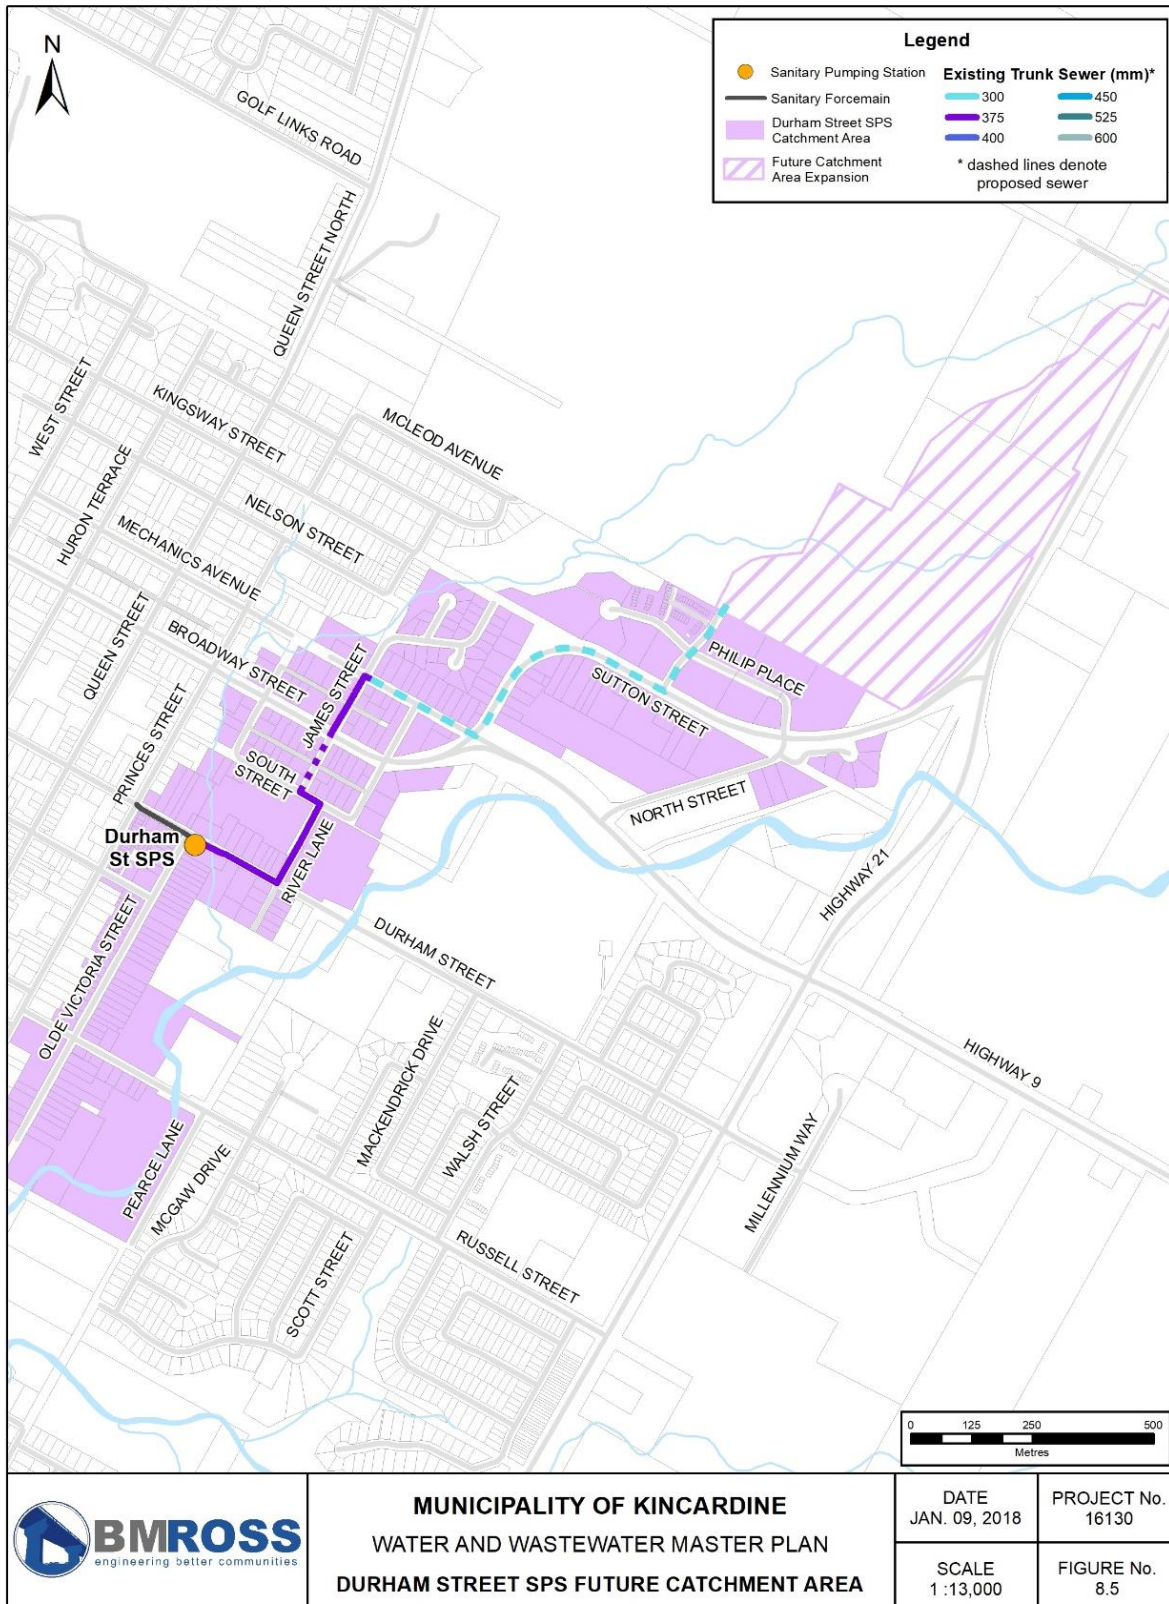 N
Legend
Sanitary Pumping Station
Sanitary Forcemain
Durham Street SPS
Catchment Area
Future Catchment
Area Expansion
Existing Trunk Sewer (mm)*
300
375
400
450
525
600
* dashed lines denote
proposed sewer
GOLF LINKS ROAD
QUEEN STREET NORTH
WEST STREET
KINGSWAY STREET
MCLEOD AVENUE
HURON TERRACE
NELSON STREET
MECHANICS AVENUE
QUEEN STREET
BROADWAY STREET
JAMES STREET
PHILIP PLACE
SUTTON STREET
PRINCES STREET
SOUTH
STREET
NORTH STREET
Durham
St SPS
RIVER LANE
HIGHWAY 21
OLDE VICTORIA STREET
DURHAM STREET
MACKENDRICK DRIVE
WALSH STREET
HIGHWAY 9
PEARCE LANE
MCGAW DRIVE
MILLENNIUM WAY
SCOTT STREET
RUSSELL STREET
0 125 250 500
Metres
BMROSS
engineering better communities
MUNICIPALITY OF KINCARDINE
WATER AND WASTEWATER MASTER PLAN
DURHAM STREET SPS FUTURE CATCHMENT AREA
DATE
JAN. 09, 2018
PROJECT No.
16130
SCALE
1 :13,000
FIGURE No.
8.5